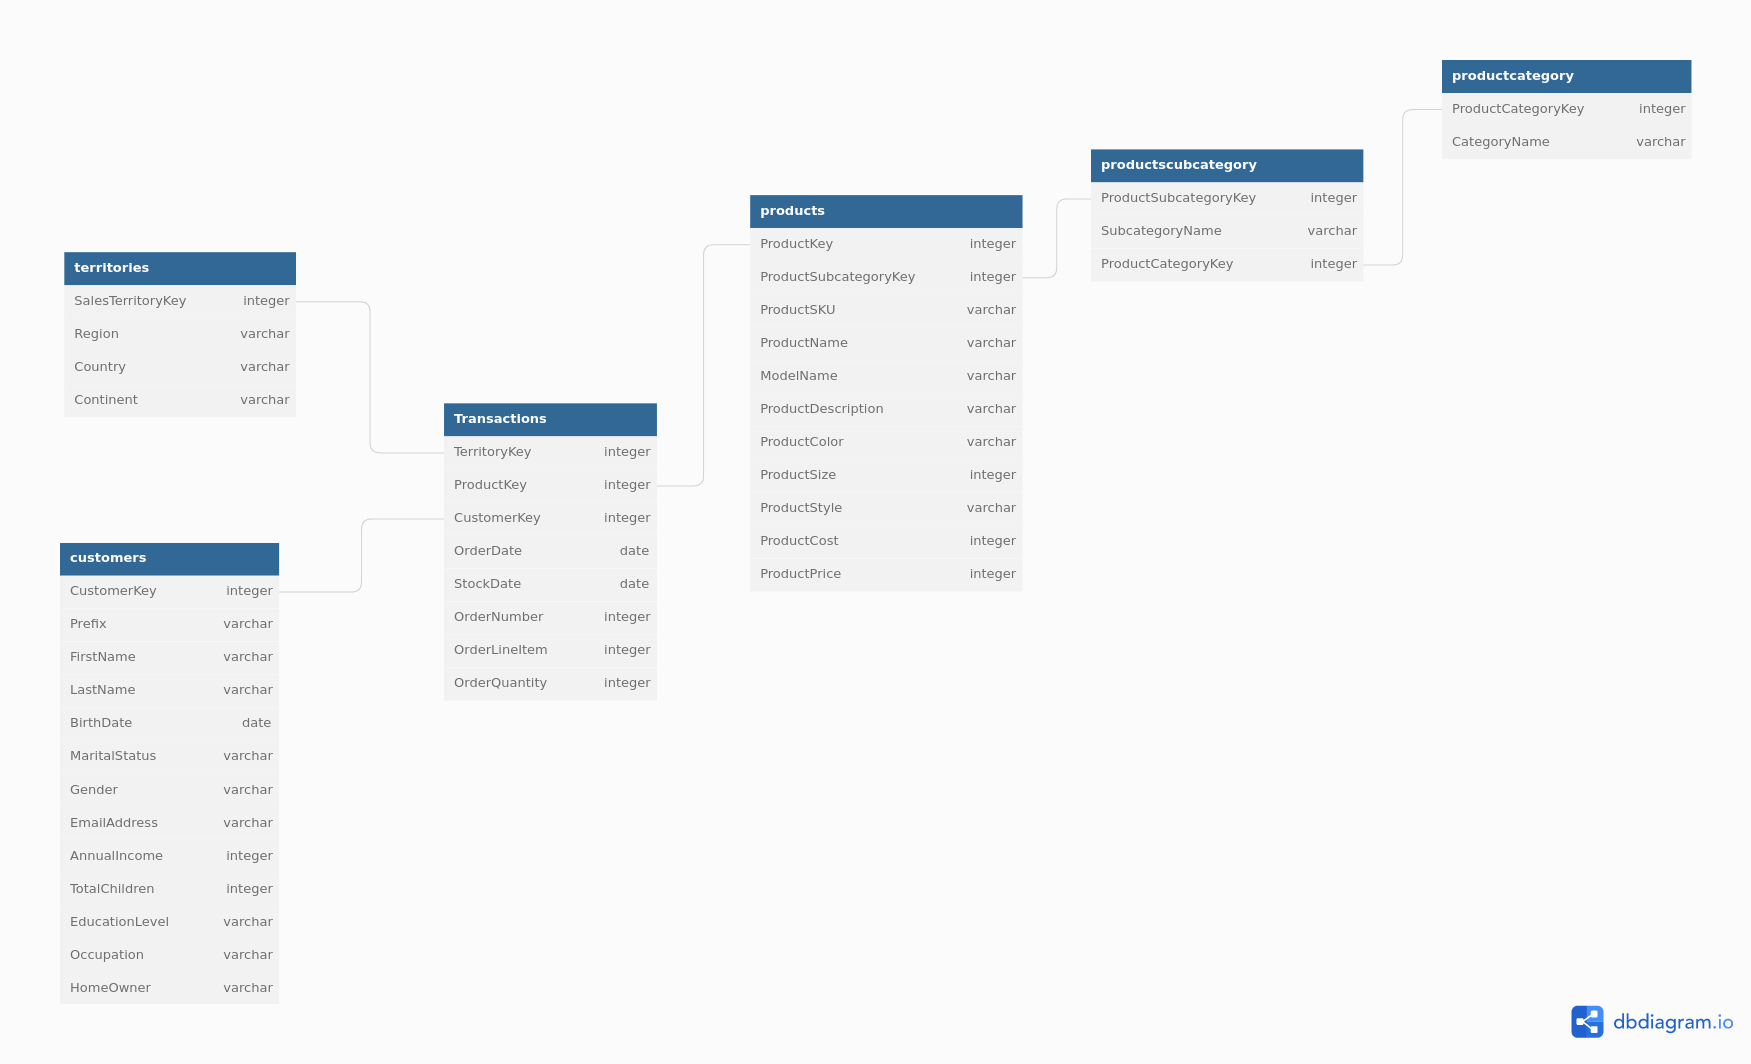 territories
SalesTerritoryKey integer
Region varchar
Country varchar
Continent varchar
customers
CustomerKey integer
Prefix varchar
FirstName varchar
LastName varchar
BirthDate date
MaritalStatus varchar
Gender varchar
EmailAddress varchar
AnnualIncome integer
TotalChildren integer
EducationLevel varchar
Occupation varchar
HomeOwner varchar
Transactions
TerritoryKey integer
ProductKey integer
CustomerKey integer
OrderDate date
StockDate date
OrderNumber integer
OrderLineItem integer
OrderQuantity integer
products
ProductKey integer
ProductSubcategoryKey integer
ProductSKU varchar
ProductName varchar
ModelName varchar
ProductDescription varchar
ProductColor varchar
ProductSize integer
ProductStyle varchar
ProductCost integer
ProductPrice integer
productscubcategory
ProductSubcategoryKey integer
SubcategoryName varchar
ProductCategoryKey integer
productcategory
ProductCategoryKey integer
CategoryName varchar
dbdiagram.io